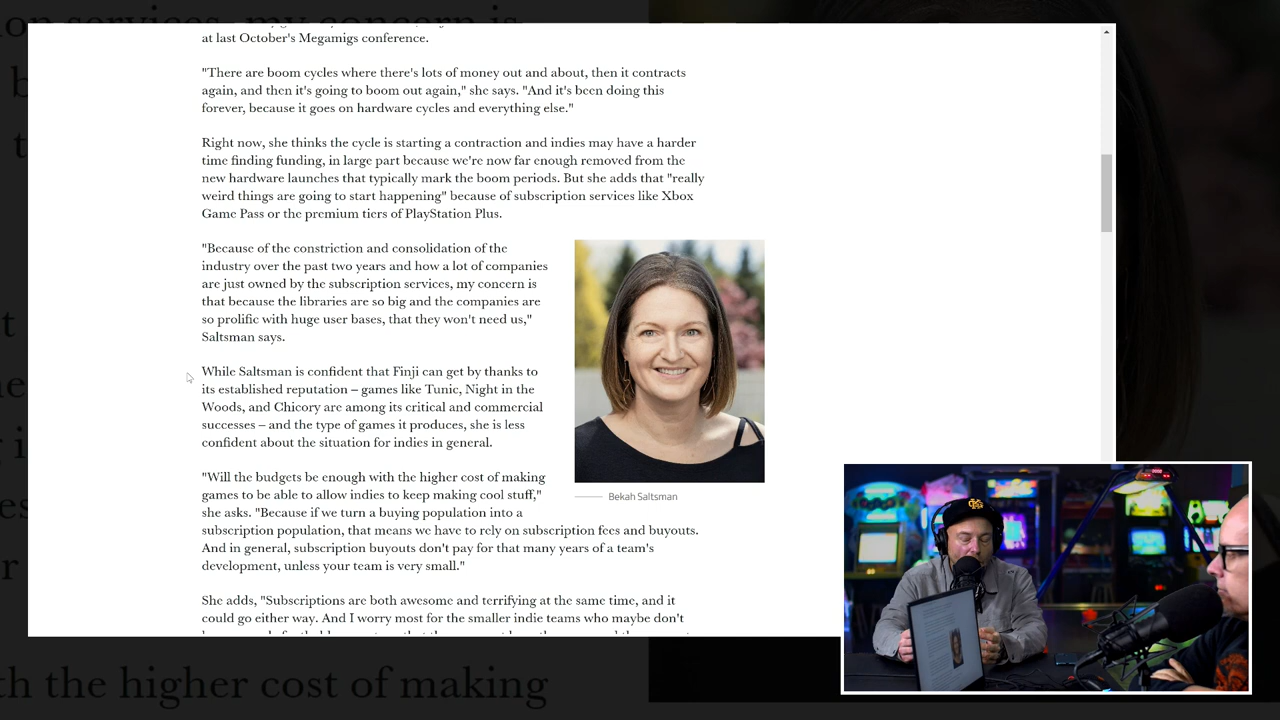 on services, my concern is
at last October's Megamigs conference.
"There are boom cycles where there's lots of money out and about, then it contracts
again, and then it's going to boom out again," she says. "And it's been doing this
forever, because it goes on hardware cycles and everything else."
Right now, she thinks the cycle is starting a contraction and indies may have a harder
time finding funding, in large part because we're now far enough removed from the
new hardware launches that typically mark the boom periods. But she adds that "really
weird things are going to start happening" because of subscription services like Xbox
Game Pass or the premium tiers of PlayStation Plus.
"Because of the constriction and consolidation of the
industry over the past two years and how a lot of companies
are just owned by the subscription services, my concern is
that because the libraries are so big and the companies are
so prolific with huge user bases, that they won't need us,"
Saltsman says.
While Saltsman is confident that Finji can get by thanks to
its established reputation – games like Tunic, Night in the
Woods, and Chicory are among its critical and commercial
successes – and the type of games it produces, she is less
confident about the situation for indies in general.
"Will the budgets be enough with the higher cost of making
games to be able to allow indies to keep making cool stuff,"
she asks. "Because if we turn a buying population into a
subscription population, that means we have to rely on subscription fees and buyouts.
And in general, subscription buyouts don't pay for that many years of a team's
development, unless your team is very small."
Bekah Saltsman
She adds, "Subscriptions are both awesome and terrifying at the same time, and it
could go either way. And I worry most for the smaller indie teams who maybe don't
th the higher cost of making